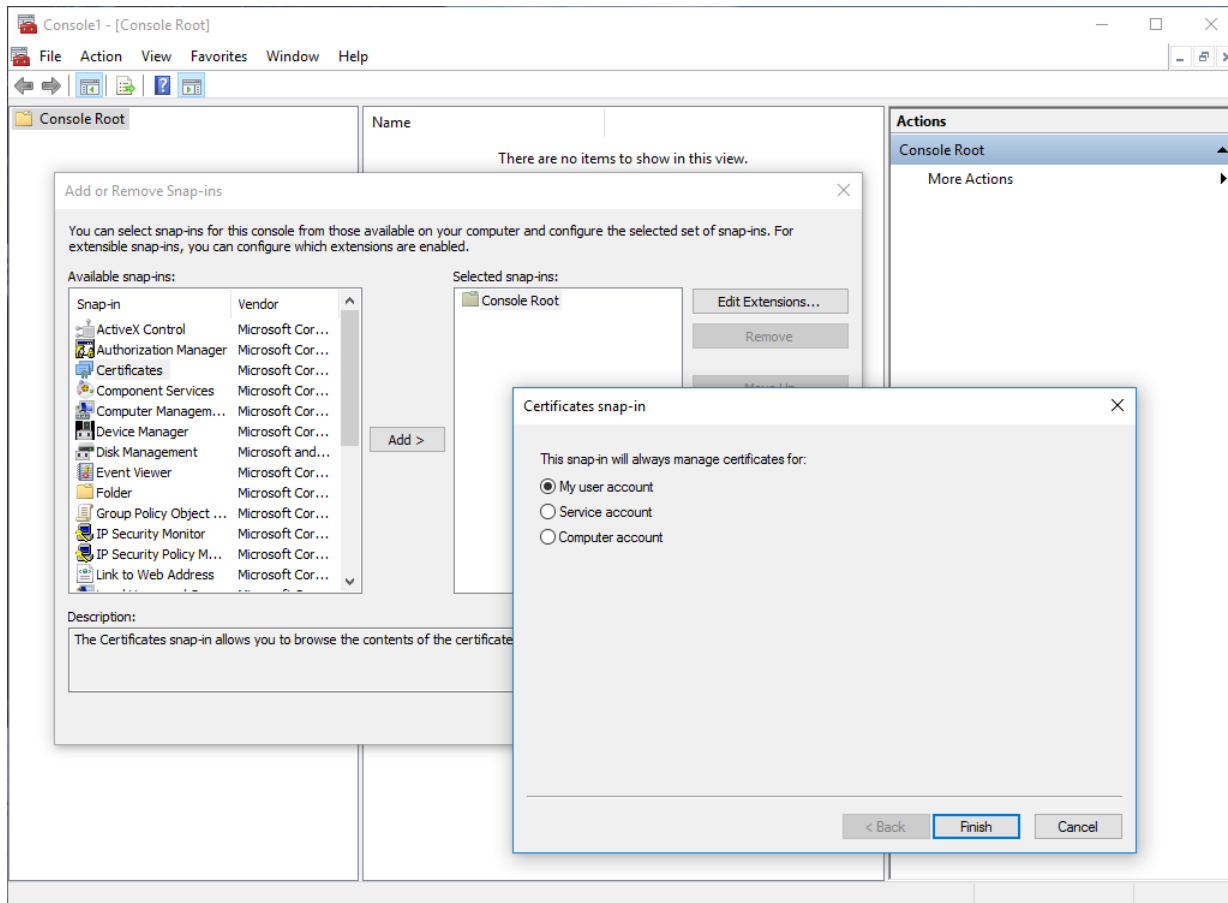 Console1 - [Console Root]
File Action View Favorites Window Help
Console Root
Name
There are no items to show in this view.
Actions
Console Root
More Actions
Add or Remove Snap-ins
You can select snap-ins for this console from those available on your computer and configure the selected set of snap-ins. For
extensible snap-ins, you can configure which extensions are enabled.
Available snap-ins:
Snap-in Vendor
ActiveX Control Microsoft Cor...
Authorization Manager Microsoft Cor...
Certificates Microsoft Cor...
Component Services Microsoft Cor...
Computer Managem... Microsoft Cor...
Device Manager Microsoft Cor...
Disk Management Microsoft and...
Event Viewer Microsoft Cor...
Folder Microsoft Cor...
Group Policy Object ... Microsoft Cor...
IP Security Monitor Microsoft Cor...
IP Security Policy M... Microsoft Cor...
Link to Web Address Microsoft Cor...
Add >
Selected snap-ins:
Console Root
Edit Extensions...
Remove
Description:
The Certificates snap-in allows you to browse the contents of the certificate
Certificates snap-in
This snap-in will always manage certificates for:
My user account
Service account
Computer account
< Back Finish Cancel